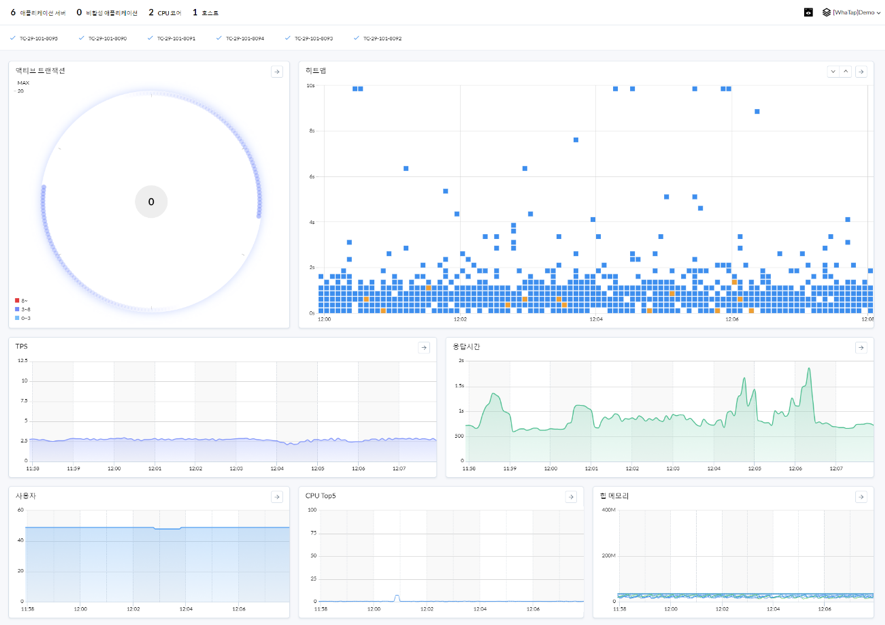 6 애플리케이션 서버 0 비활성 애플리케이션 2 CPU 코어 1 호스트 [WhaTap]Demo
TC-29-101-8095 TC-29-101-8090 TC-29-101-8091 TC-29-101-8094 TC-29-101-8093 TC-29-101-8092
액티브 트랜잭션
MAX
20
0
8~
3~8
0~3
히트맵
10s
8s
6s
4s
2s
0s
12:00 12:02 12:04 12:06 12:08
TPS
12.5
10
7.5
5
2.5
0
11:58 11:59 12:00 12:01 12:02 12:03 12:04 12:05 12:06 12:07
응답시간
2s
1.5s
1s
500
0
11:58 11:59 12:00 12:01 12:02 12:03 12:04 12:05 12:06 12:07
사용자
60
40
20
0
11:58 12:00 12:02 12:04 12:06
CPU Top5
100
75
50
25
0
11:58 12:00 12:02 12:04 12:06
힙 메모리
400M
200M
0
11:58 12:00 12:02 12:04 12:06